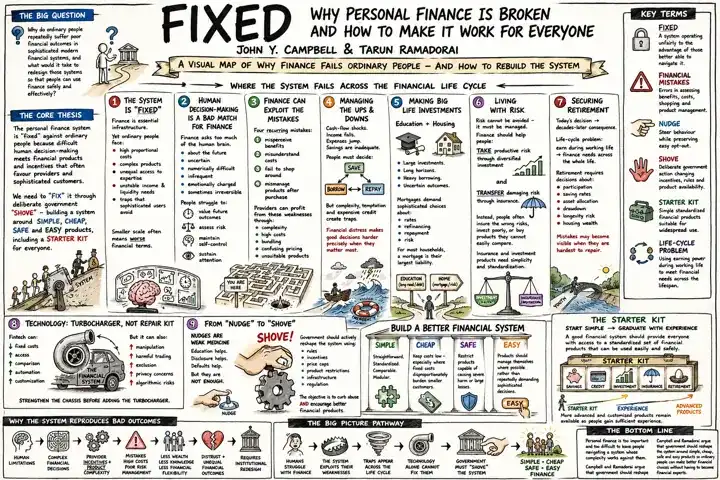 THE BIG QUESTION
Why do ordinary people
repeatedly suffer poor
financial outcomes in
sophisticated modern
financial systems, and
what would it take to
redesign those systems
so that people can use
finance safely and
effectively?
FIXED
WHY PERSONAL FINANCE IS BROKEN
AND HOW TO MAKE IT WORK FOR EVERYONE
JOHN Y. CAMPBELL & TARUN RAMADORAI
A VISUAL MAP OF WHY FINANCE FAILS ORDINARY PEOPLE – AND HOW TO REBUILD THE SYSTEM
WHERE THE SYSTEM FAILS ACROSS THE FINANCIAL LIFE CYCLE
THE CORE THESIS
The personal finance system
is "fixed" against ordinary
people because difficult
human decision-making
meets financial products
and incentives that often
favour providers and
sophisticated customers.
We need to "FIX" it through
deliberate government
"SHOVE" – building a
system around
SIMPLE, CHEAP,
SAFE and EASY products,
including a STARTER KIT
for everyone.
SYSTEM
1 THE SYSTEM
IS "FIXED"
Finance is essential
infrastructure.
Yet ordinary people
face:
• high proportional
costs
• complex products
• unequal access to
expertise
• unstable income &
liquidity needs
• traps that
sophisticated users
avoid
Smaller scale often
means worse
financial terms.
2 HUMAN
DECISION-MAKING
IS A BAD MATCH
FOR FINANCE
Finance asks too much
of the human brain.
• about the future
• uncertain
• numerically difficult
• infrequent
• emotionally charged
• sometimes irreversible
People struggle to:
value future
outcomes
assess risk
maintain
self-control
sustain
attention
3 FINANCE CAN
EXPLOIT THE
MISTAKES
Four recurring mistakes:
1 misperceive
benefits
2 misunderstand
costs
3 fail to shop
around
4 mismanage
products after
purchase
Providers can profit from
these weaknesses through:
• complexity
• high costs
• bundling
• confusing pricing
• unsuitable products
YOU ARE
HERE
4 MANAGING
THE UPS &
DOWNS
Cash-flow shocks.
Income falls.
Expenses jump.
Savings are inadequate.
People must decide:
SAVE
BORROW
REPAY
But complexity, temptation
and expensive credit
create traps.
Financial distress makes
good decisions harder
precisely when they
matter most.
5 MAKING BIG
LIFE INVESTMENTS
Education + Housing
• Large investments.
• Long horizons.
• Heavy borrowing.
• Uncertain outcomes.
Mortgages demand
sophisticated choices about:
• rates
• refinancing
• repayment
• risk
For most households,
a mortgage is their
largest liability.
EDUCATION
HOME
6 LIVING
WITH RISK
Risk cannot be avoided – it
must be managed.
Finance should help
people:
TAKE productive risk
through diversified
investment
TRANSFER damaging risk
through insurance.
Instead, people often
insure the wrong risks,
invest poorly, or buy
products they cannot
easily compare.
Insurance and investment
products need simplicity
and standardization.
7 SECURING
RETIREMENT
Today's decision →
decades-later consequence.
Life-cycle problem:
earn during working life
→ finance needs across
the whole life.
Retirement requires
decisions about:
• participation
• saving rates
• asset allocation
• drawdown
• longevity risk
• housing wealth
Mistakes may become
visible when they are
hardest to repair.
KEY TERMS
FIXED
A system operating
unfairly to the
advantage of those
better able to
navigate it.
FINANCIAL
MISTAKES
Errors in assessing
benefits, costs,
shopping and
product management.
NUDGE
Steer behaviour
while preserving
easy opt-out.
SHOVE
Deliberate government
action changing
incentives, rules and
product availability.
STARTER KIT
Simple standardised
financial products
suitable for
widespread use.
LIFE-CYCLE
PROBLEM
Using earning power
during working life
to meet financial
needs across the
lifespan.
8 TECHNOLOGY: TURBOCHARGER, NOT REPAIR KIT
Fintech can:
↓ fixed costs
↑ access
↑ comparison
↑ automation
↑ customization
THE
FINANCIAL
SYSTEM
But it can also:
↑ manipulation
↑ harmful trading
↑ exclusion
↑ privacy concerns
↑ algorithmic risks
STRENGTHEN THE CHASSIS BEFORE ADDING THE TURBOCHARGER.
9 FROM "NUDGE" TO "SHOVE"
NUDGES ARE
WEAK MEDICINE
Education helps.
Disclosure helps.
Defaults help.
But they are
NOT ENOUGH.
NUDGE
SHOVE!
Government should actively
reshape the system using:
• rules
• incentives
• price caps
• product restrictions
• infrastructure
• regulation
The objective is to curb abuse
and encourage better
financial products.
BUILD A BETTER FINANCIAL SYSTEM
SIMPLE
Straightforward.
Standardized.
Comparable.
Modular.
CHEAP
Keep costs low –
especially where
fixed costs
disproportionately
burden smaller
customers.
SAFE
Restrict
products
capable of
causing severe
harm or large
losses.
EASY
Products should
manage themselves
where possible
rather than
repeatedly demanding
sophisticated
decisions.
EASY
THE STARTER KIT
START SIMPLE → GRADUATE WITH EXPERIENCE
A good financial system should provide everyone
with access to a standardized set of financial
products that can be used easily and safely.
STARTER KIT
SAVINGS
CREDIT
INVESTMENT
INSURANCE
RETIREMENT
STARTER KIT
EXPERIENCE
ADVANCED
PRODUCTS
More advanced and customized products remain
available as people gain sufficient experience.
WHY THE SYSTEM REPRODUCES BAD OUTCOMES
HUMAN
LIMITATIONS
COMPLEX
FINANCIAL
DECISIONS
PROVIDER
INCENTIVES +
PRODUCT
COMPLEXITY
MISTAKES
HIGH COSTS
POOR RISK
MANAGEMENT
LESS WEALTH
LESS KNOWLEDGE
LESS FINANCIAL
FLEXIBILITY
DISTRUST +
UNEQUAL
FINANCIAL
OUTCOMES
REQUIRES
INSTITUTIONAL
REDESIGN
THE BIG PICTURE PATHWAY
HUMANS
STRUGGLE
WITH FINANCE
THE SYSTEM
EXPLOITS THEIR
WEAKNESSES
TRAPS APPEAR
ACROSS THE
LIFE CYCLE
TECHNOLOGY
ALONE CANNOT
FIX THEM
GOVERNMENT
MUST "SHOVE"
THE SYSTEM
SIMPLE • CHEAP
SAFE • EASY
FINANCE
THE BOTTOM LINE
Personal finance is too important
and too difficult to leave people
navigating a system whose
complexity works against them.
Campbell and Ramadorai argue
that government should reshape